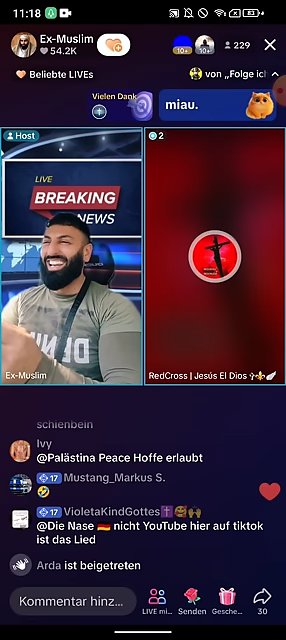 11:18
Ex-Muslim
54.2K
10+
10+
229
Beliebte LIVEs
von „Folge ich
Vielen Dank
miau.
Host
2
LIVE
BREAKING
NEWS
Ex-Muslim
RedCross | Jesús El Dios
schienbein
Ivy
@Palästina Peace Hoffe erlaubt
17 Mustang_Markus S.
🤣
17 VioletaKindGottes✝️🥰🙌
@Die Nase 🇩🇪 nicht YouTube hier auf tiktok
ist das Lied
Arda ist beigetreten
Kommentar hinz...
LIVE mi...
Senden
Gesche...
30